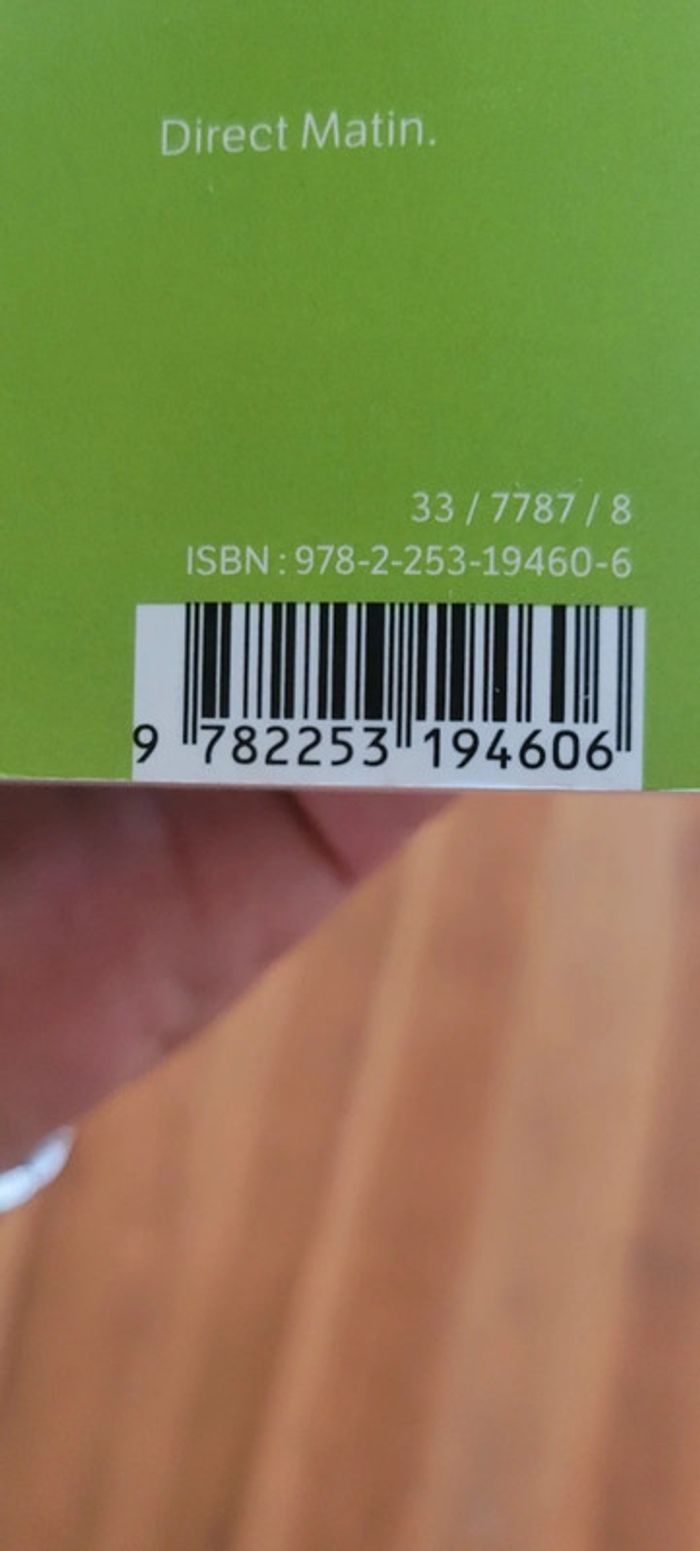 Direct Matin.
33 / 7787 / 8
ISBN : 978-2-253-19460-6
9 782253 194606